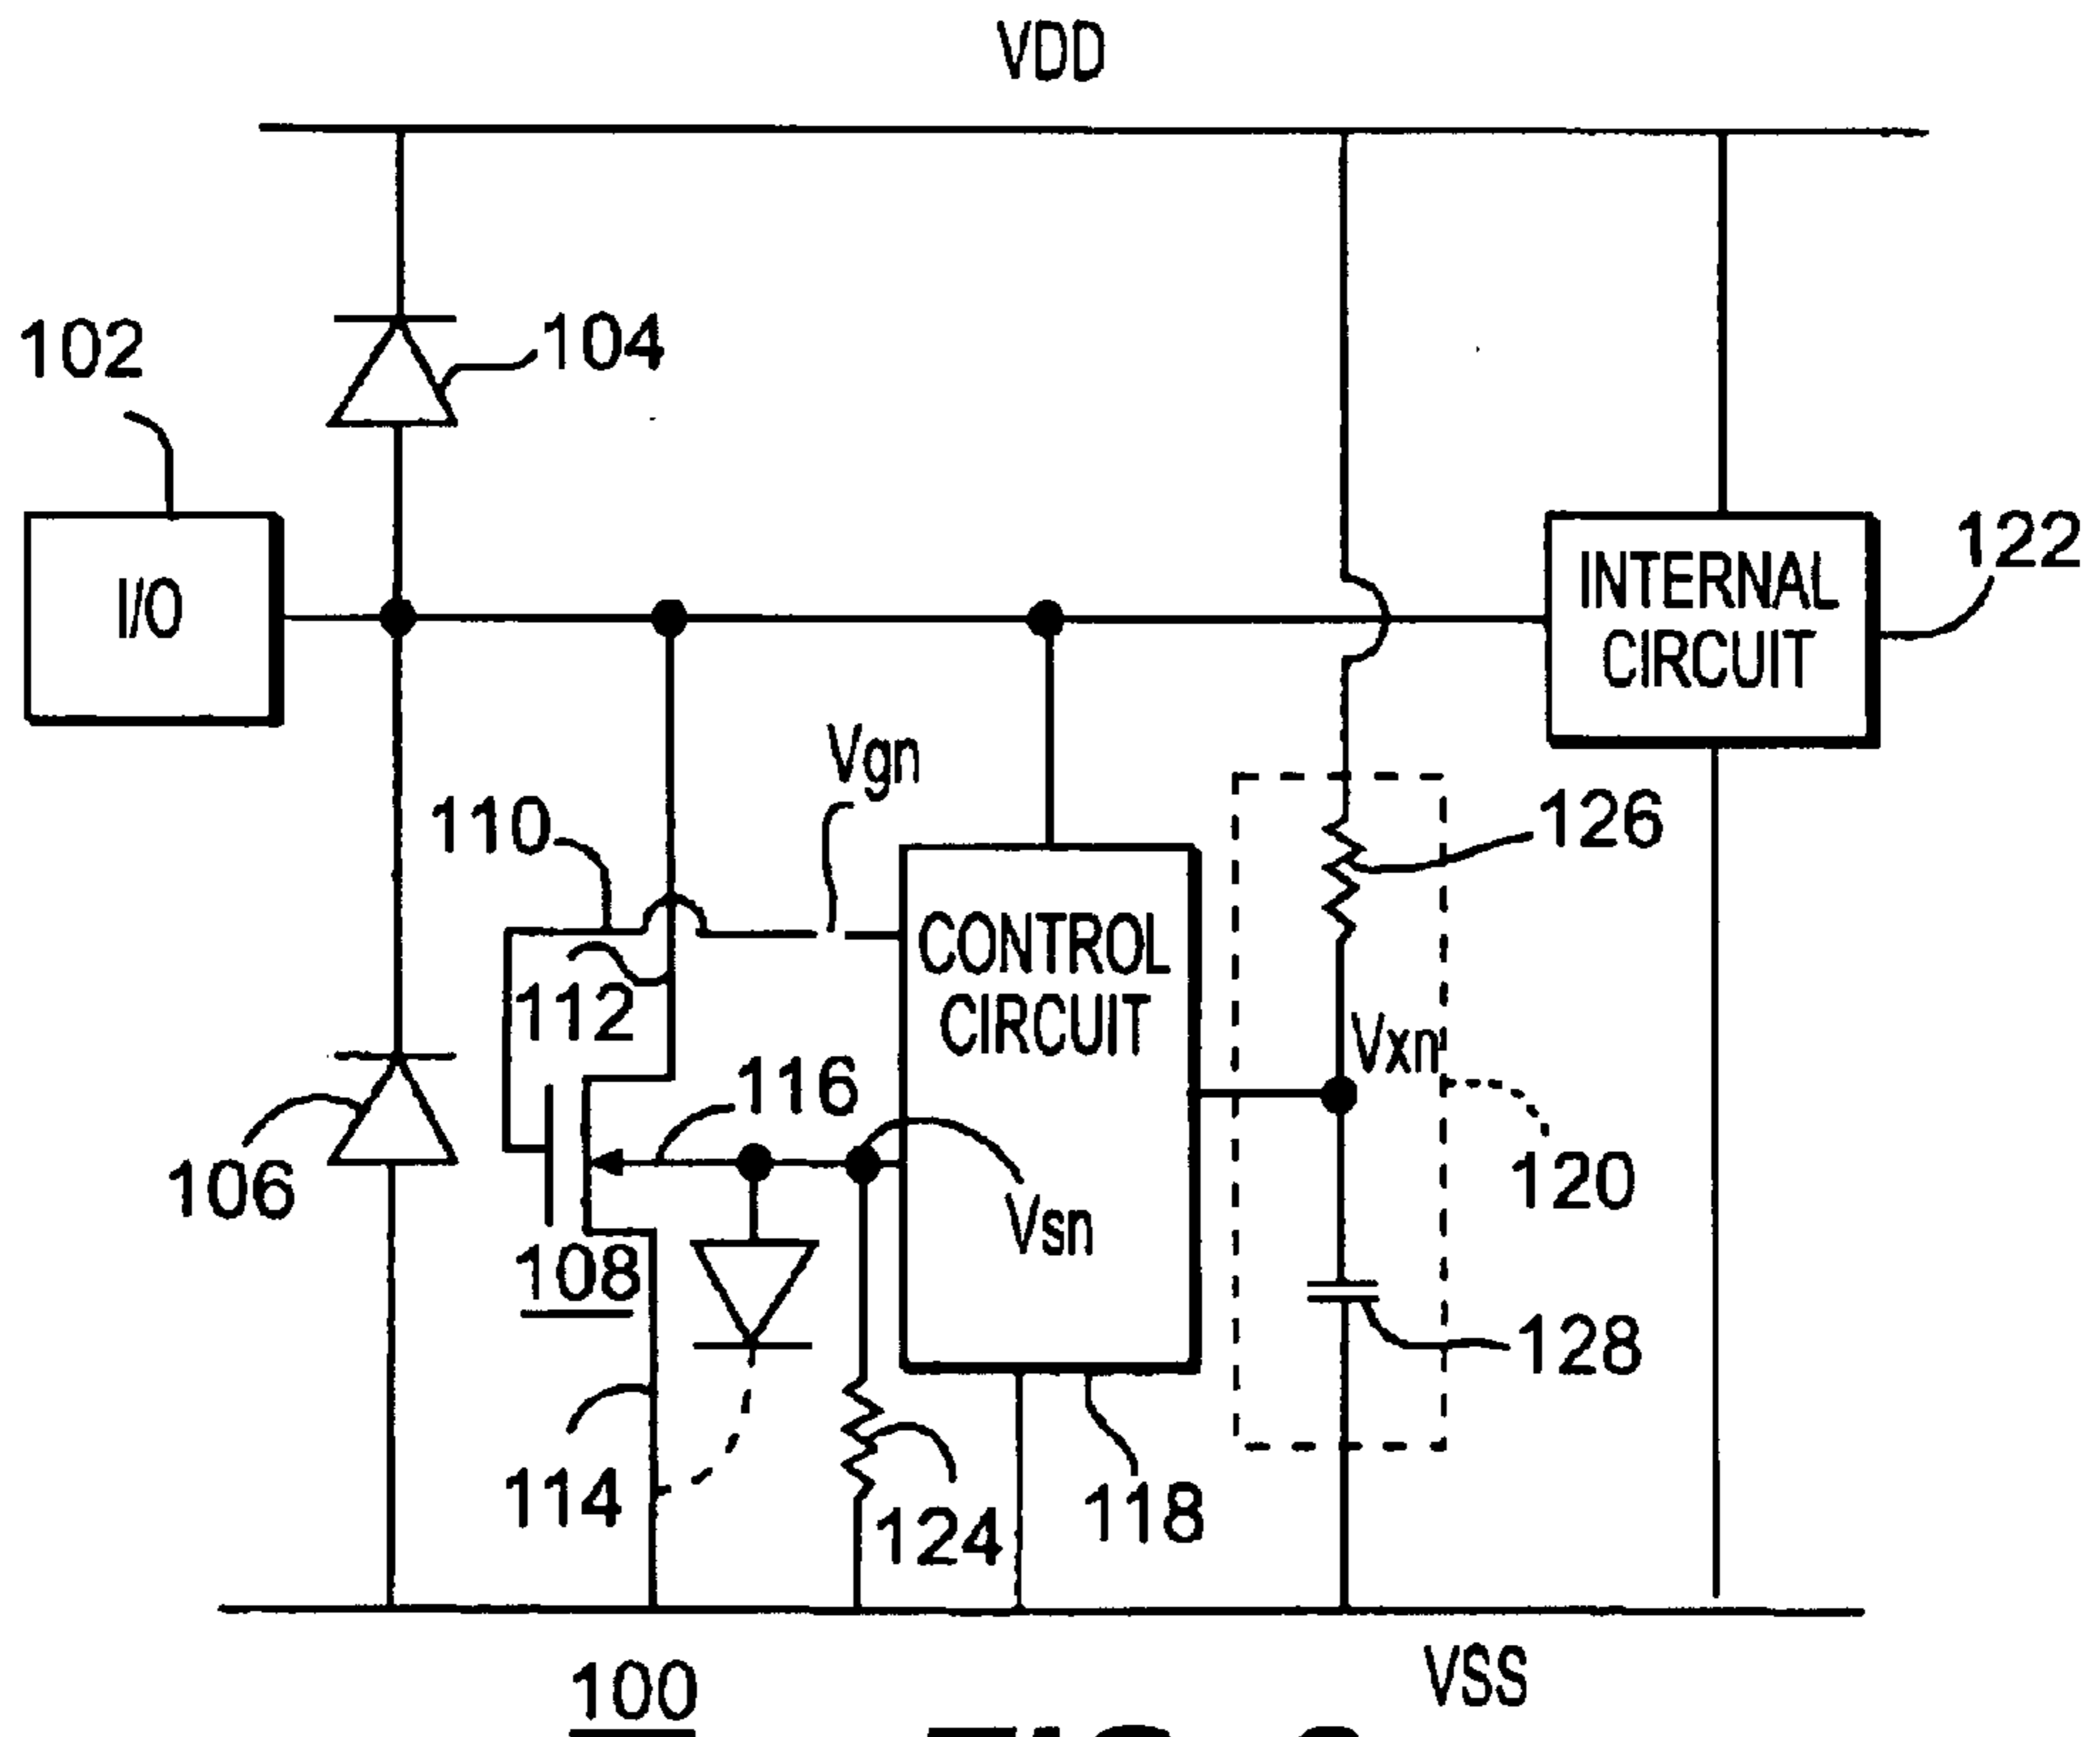 VDD
102
104
I/O
INTERNAL
CIRCUIT
122
Vgn
110
126
CONTROL
CIRCUIT
112
Vxn
116
106
Vsn
120
108
128
114
124
118
100
VSS